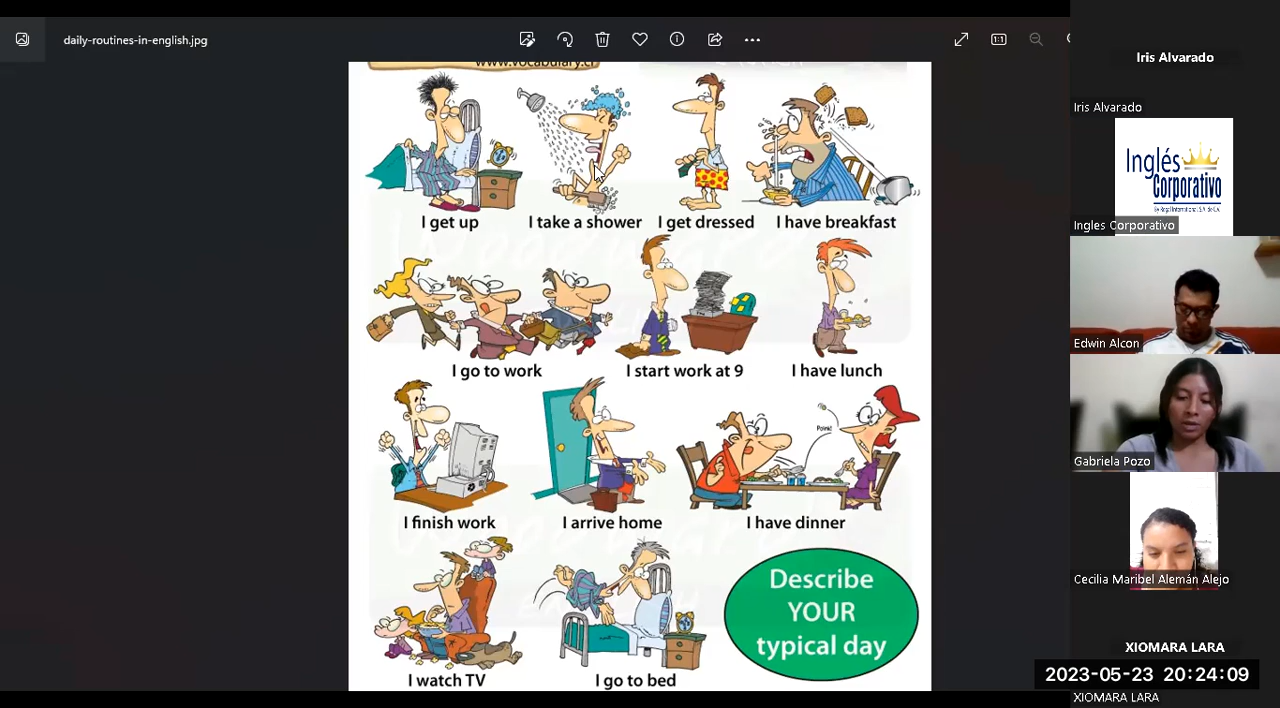 daily-routines-in-english.jpg
I get up
I take a shower
I get dressed
I have breakfast
I go to work
I start work at 9
I have lunch
I finish work
I arrive home
Point!
I have dinner
I watch TV
I go to bed
Describe
YOUR
typical day
Iris Alvarado
Iris Alvarado
Inglés
Corporativo
Ingles Corporativo
Edwin Alcon
Gabriela Pozo
Cecilia Maribel Alemán Alejo
XIOMARA LARA
2023-05-23 20:24:09
XIOMARA LARA